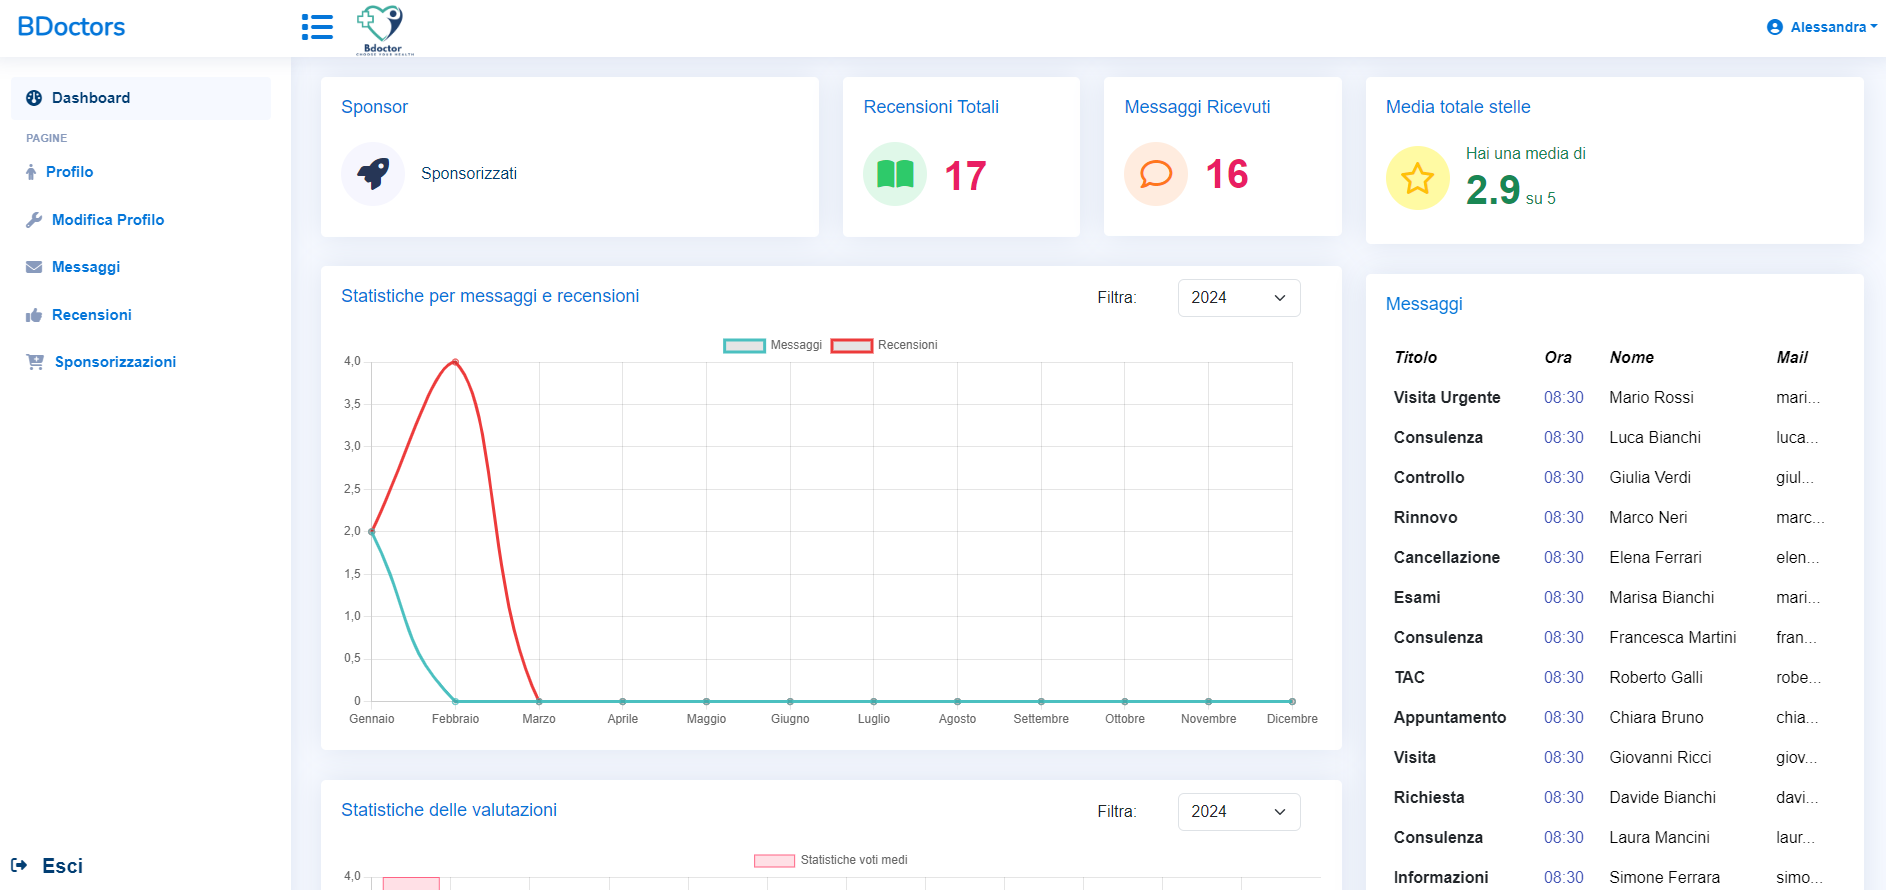 BDoctors
Bdoctor
CHOOSE YOUR HEALTH
Alessandra
Dashboard
PAGINE
Profilo
Modifica Profilo
Messaggi
Recensioni
Sponsorizzazioni
Esci
Sponsor
Sponsorizzati
Recensioni Totali
17
Messaggi Ricevuti
16
Media totale stelle
Hai una media di
2.9 su 5
Statistiche per messaggi e recensioni
Filtra: 2024
Messaggi Recensioni
4,0
3,5
3,0
2,5
2,0
1,5
1,0
0,5
0
Gennaio Febbraio Marzo Aprile Maggio Giugno Luglio Agosto Settembre Ottobre Novembre Dicembre
Statistiche delle valutazioni
Filtra: 2024
Statistiche voti medi
4,0
Messaggi
Titolo Ora Nome Mail
Visita Urgente 08:30 Mario Rossi mari...
Consulenza 08:30 Luca Bianchi luca...
Controllo 08:30 Giulia Verdi giul...
Rinnovo 08:30 Marco Neri marc...
Cancellazione 08:30 Elena Ferrari elen...
Esami 08:30 Marisa Bianchi mari...
Consulenza 08:30 Francesca Martini fran...
TAC 08:30 Roberto Galli robe...
Appuntamento 08:30 Chiara Bruno chia...
Visita 08:30 Giovanni Ricci giov...
Richiesta 08:30 Davide Bianchi davi...
Consulenza 08:30 Laura Mancini laur...
Informazioni 08:30 Simone Ferrara simo...